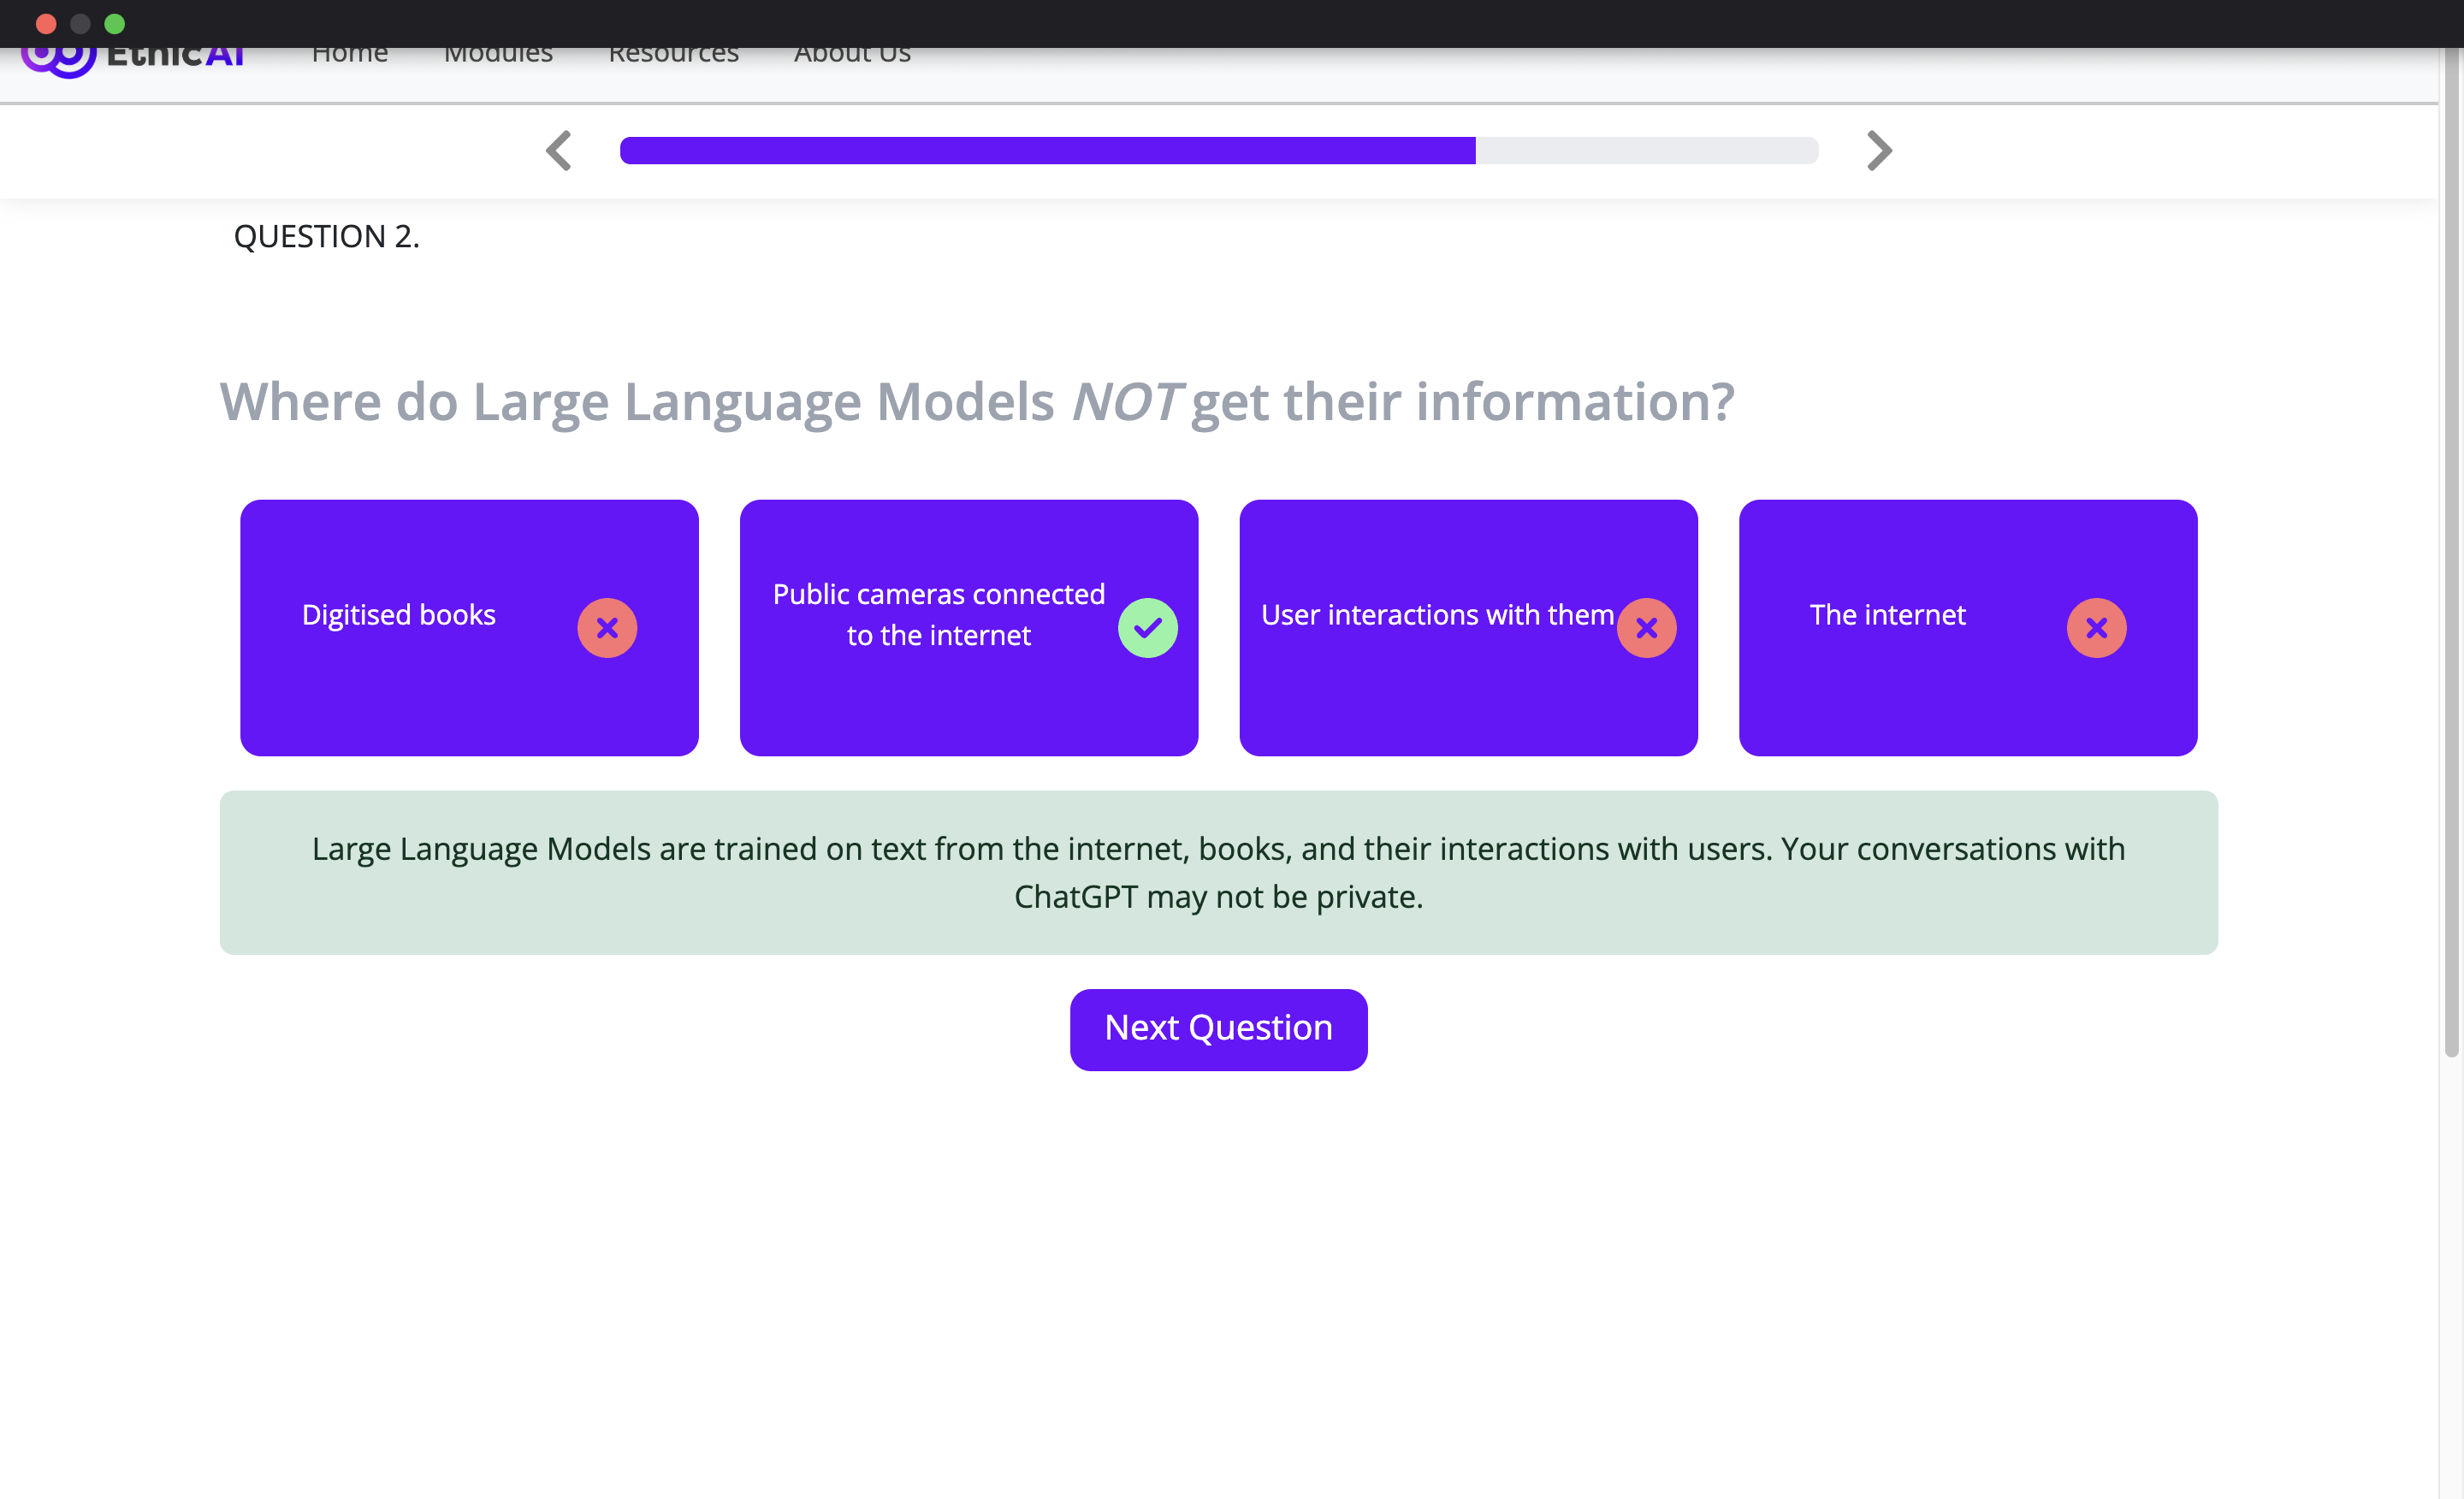 EthicAI Home Modules Resources About Us
QUESTION 2.
Where do Large Language Models NOT get their information?
Digitised books
Public cameras connected
to the internet
User interactions with them
The internet
Large Language Models are trained on text from the internet, books, and their interactions with users. Your conversations with
ChatGPT may not be private.
Next Question